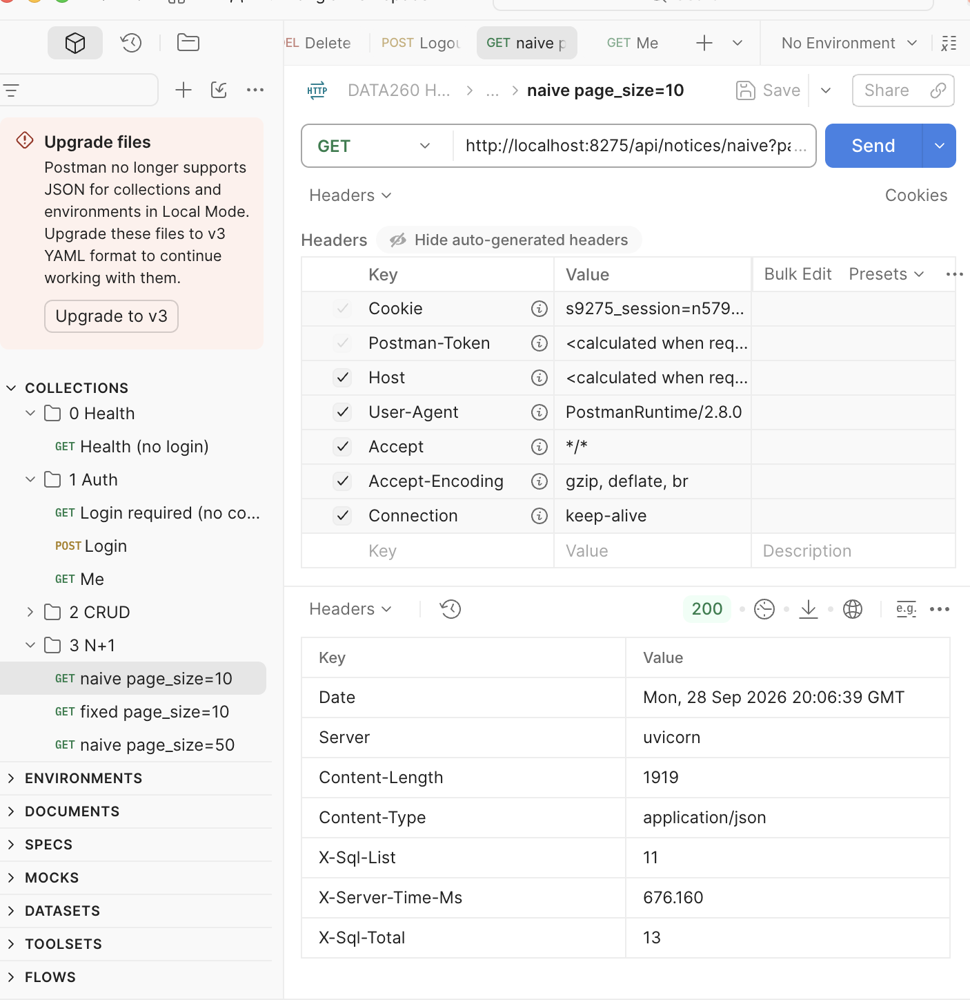 DEL Delete
POST Logou
GET naive p
GET Me
No Environment
HTTP DATA260 H... > ... > naive page_size=10
Save
Share
Upgrade files
Postman no longer supports
JSON for collections and
environments in Local Mode.
Upgrade these files to v3
YAML format to continue
working with them.
Upgrade to v3
GET
http://localhost:8275/api/notices/naive?pa...
Send
Headers
Cookies
Headers
Hide auto-generated headers
Key Value Bulk Edit Presets
Cookie s9275_session=n579...
Postman-Token <calculated when req...
Host <calculated when req...
User-Agent PostmanRuntime/2.8.0
Accept */*
Accept-Encoding gzip, deflate, br
Connection keep-alive
Key Value Description
COLLECTIONS
0 Health
GET Health (no login)
1 Auth
GET Login required (no co...
POST Login
GET Me
2 CRUD
3 N+1
GET naive page_size=10
GET fixed page_size=10
GET naive page_size=50
ENVIRONMENTS
DOCUMENTS
SPECS
MOCKS
DATASETS
TOOLSETS
FLOWS
Headers
200
e.g.
Key Value
Date Mon, 28 Sep 2026 20:06:39 GMT
Server uvicorn
Content-Length 1919
Content-Type application/json
X-Sql-List 11
X-Server-Time-Ms 676.160
X-Sql-Total 13